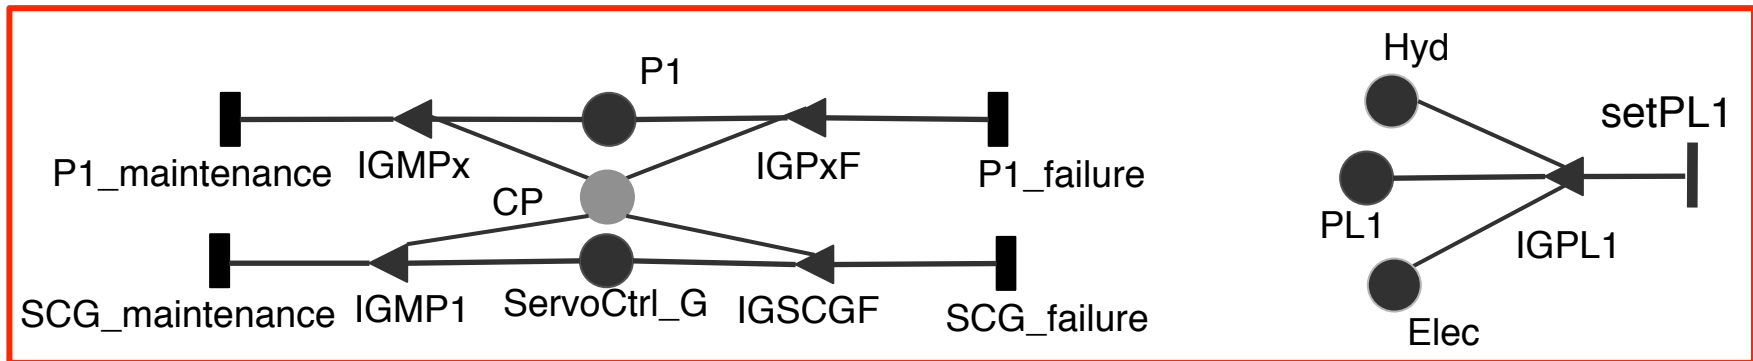 P1
Hyd
setPL1
P1_maintenance
IGMPx
IGPxF
P1_failure
CP
PL1
IGPL1
SCG_maintenance
IGMP1
ServoCtrl_G
IGSCGF
SCG_failure
Elec